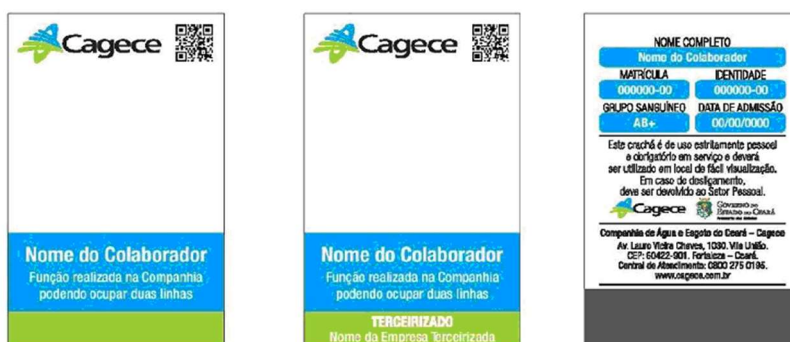 Cagece
Nome do Colaborador
Função realizada na Companhia
podendo ocupar duas linhas
Cagece
Nome do Colaborador
Função realizada na Companhia
podendo ocupar duas linhas
TERCEIRIZADO
Nome da Empresa Terceirizada
NOME COMPLETO
Nome do Colaborador
MATRÍCULA IDENTIDADE
000000-00 000000-00
GRUPO SANGUÍNEO DATA DE ADMISSÃO
AB+ 00/00/0000
Este crachá é de uso estritamente pessoal
e obrigatório em serviço e deverá
ser utilizado em local de fácil visualização.
Em caso de desligamento,
deve ser devolvido ao Setor Pessoal.
Cagece GOVERNO DO
ESTADO DO CEARÁ
Companhia de Água e Esgoto do Ceará – Cagece
Av. Lauro Vieira Chaves, 1030. Vila União.
CEP: 60422-901. Fortaleza – Ceará.
Central de Atendimento: 0800 275 0195.
www.cagece.com.br